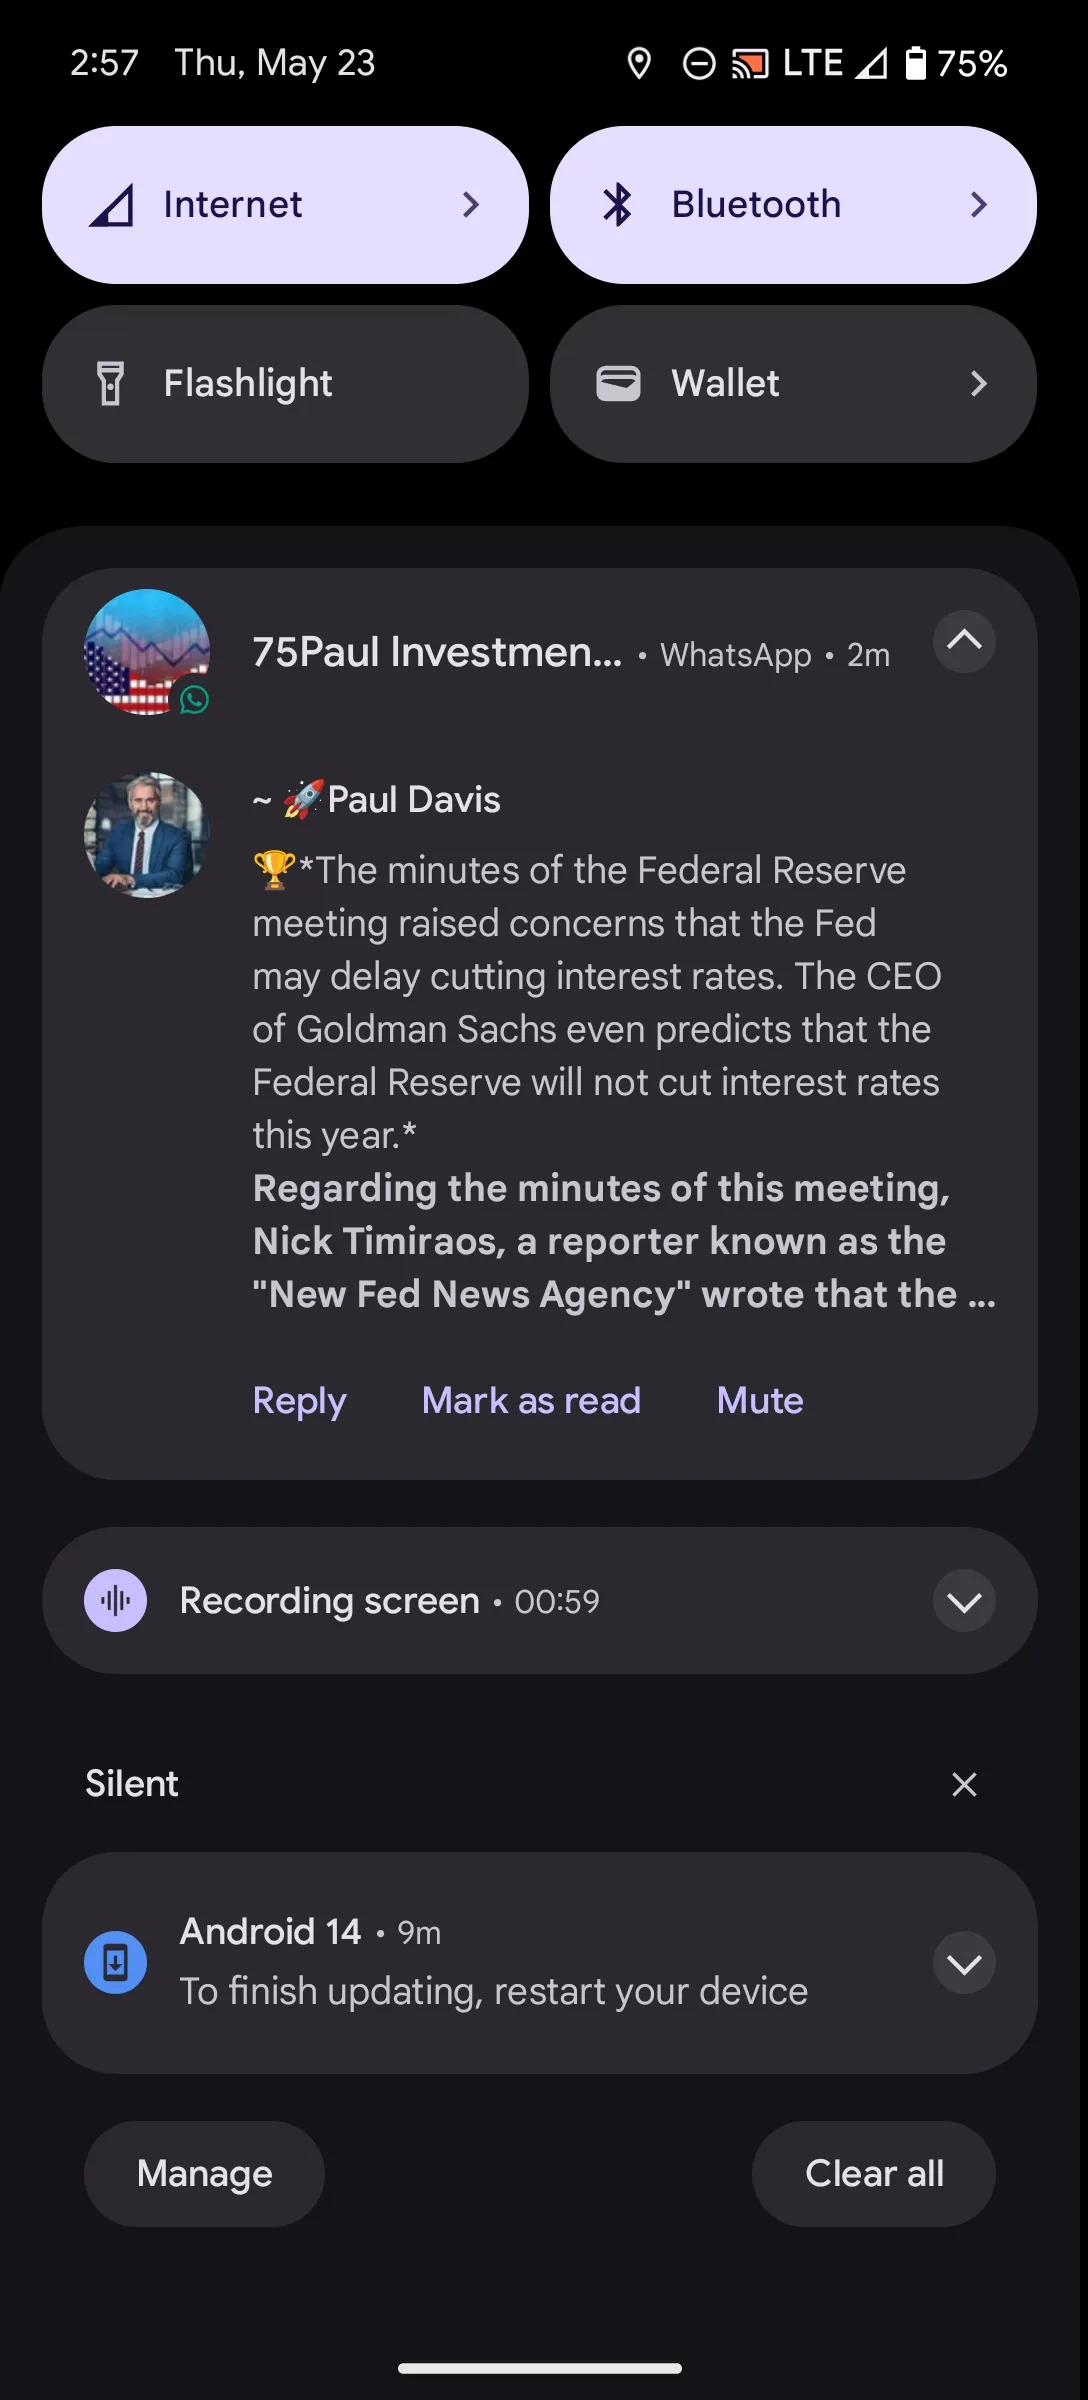 2:57 Thu, May 23 LTE 75%
Internet
Bluetooth
Flashlight
Wallet
75Paul Investmen... • WhatsApp • 2m
~ 🚀Paul Davis
🏆*The minutes of the Federal Reserve
meeting raised concerns that the Fed
may delay cutting interest rates. The CEO
of Goldman Sachs even predicts that the
Federal Reserve will not cut interest rates
this year.*
Regarding the minutes of this meeting,
Nick Timiraos, a reporter known as the
"New Fed News Agency" wrote that the ...
Reply Mark as read Mute
Recording screen • 00:59
Silent
Android 14 • 9m
To finish updating, restart your device
Manage
Clear all